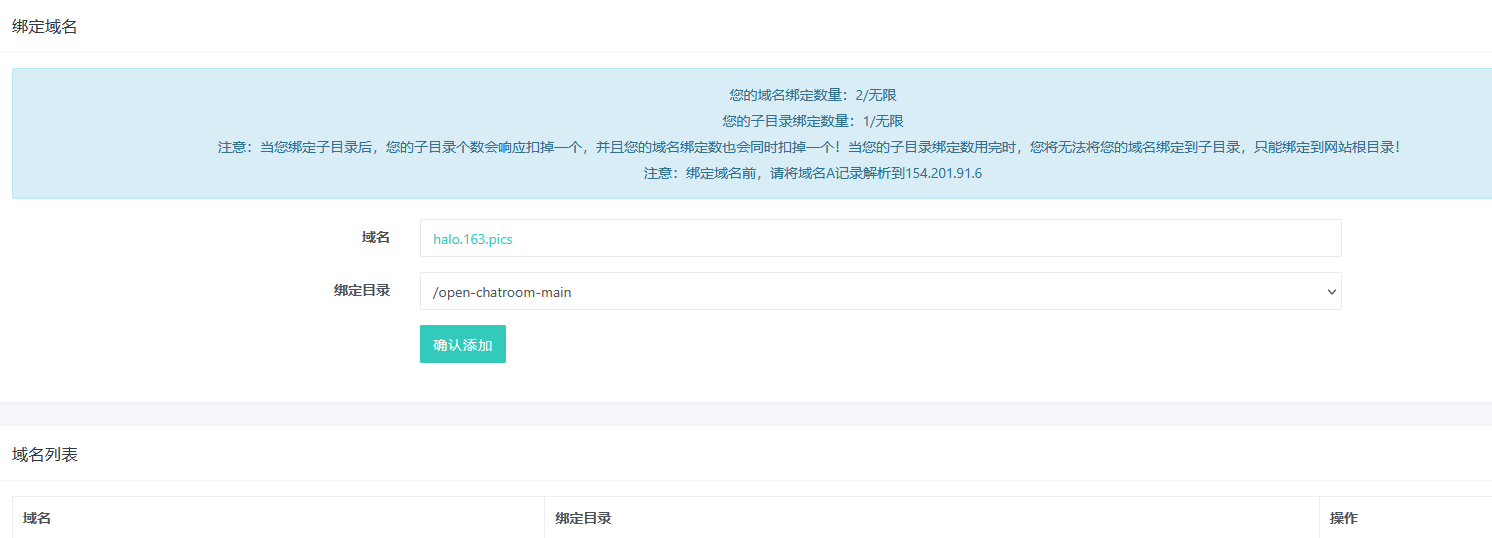 绑定域名
您的域名绑定数量：2/无限
您的子目录绑定数量：1/无限
注意：当您绑定子目录后，您的子目录个数会响应扣掉一个，并且您的域名绑定数也会同时扣掉一个！当您的子目录绑定数用完时，您将无法将您的域名绑定到子目录，只能绑定到网站根目录！
注意：绑定域名前，请将域名A记录解析到154.201.91.6
域名 halo.163.pics
绑定目录 /open-chatroom-main
确认添加
域名列表
域名 绑定目录 操作